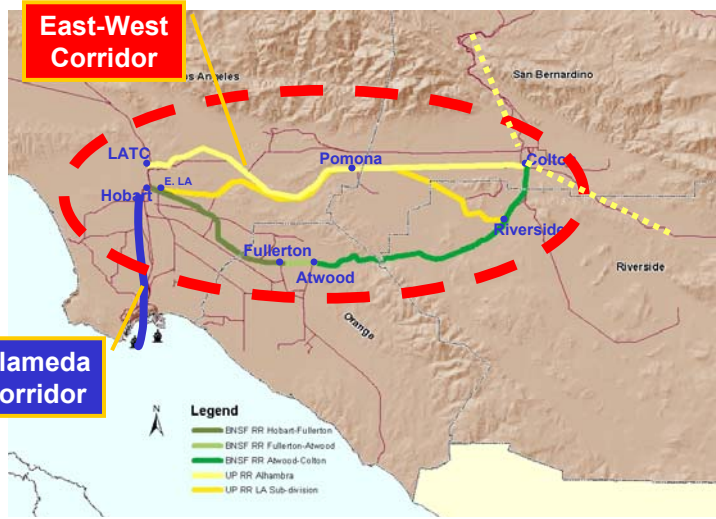 East-West
Corridor
os Angeles
San Bernardino
LATC
Pomona
Colto
E. LA
Hobart
Riverside
Fullerton
Atwood
Riverside
Orange
lameda
orridor
N
Legend
BNSF RR Hobart-Fullerton
BNSF RR Fullerton-Atwood
BNSF RR Atwood-Colton
UP RR Alhambra
UP RR LA Sub-division